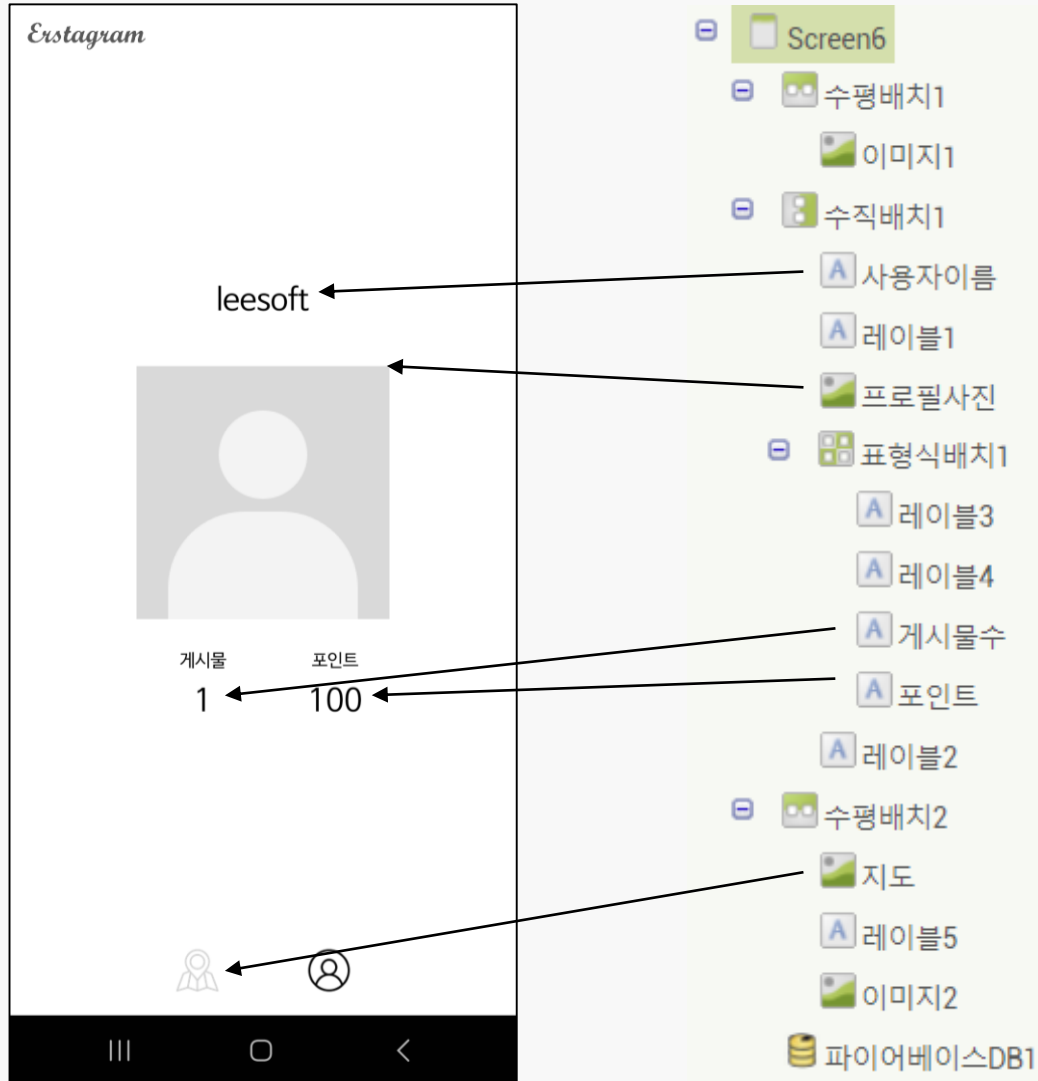 Erstagram
leesoft
게시물 포인트
1 100
Screen6
수평배치1
이미지1
수직배치1
A 사용자이름
A 레이블1
프로필사진
표형식배치1
A 레이블3
A 레이블4
A 게시물수
A 포인트
A 레이블2
수평배치2
지도
A 레이블5
이미지2
파이어베이스DB1